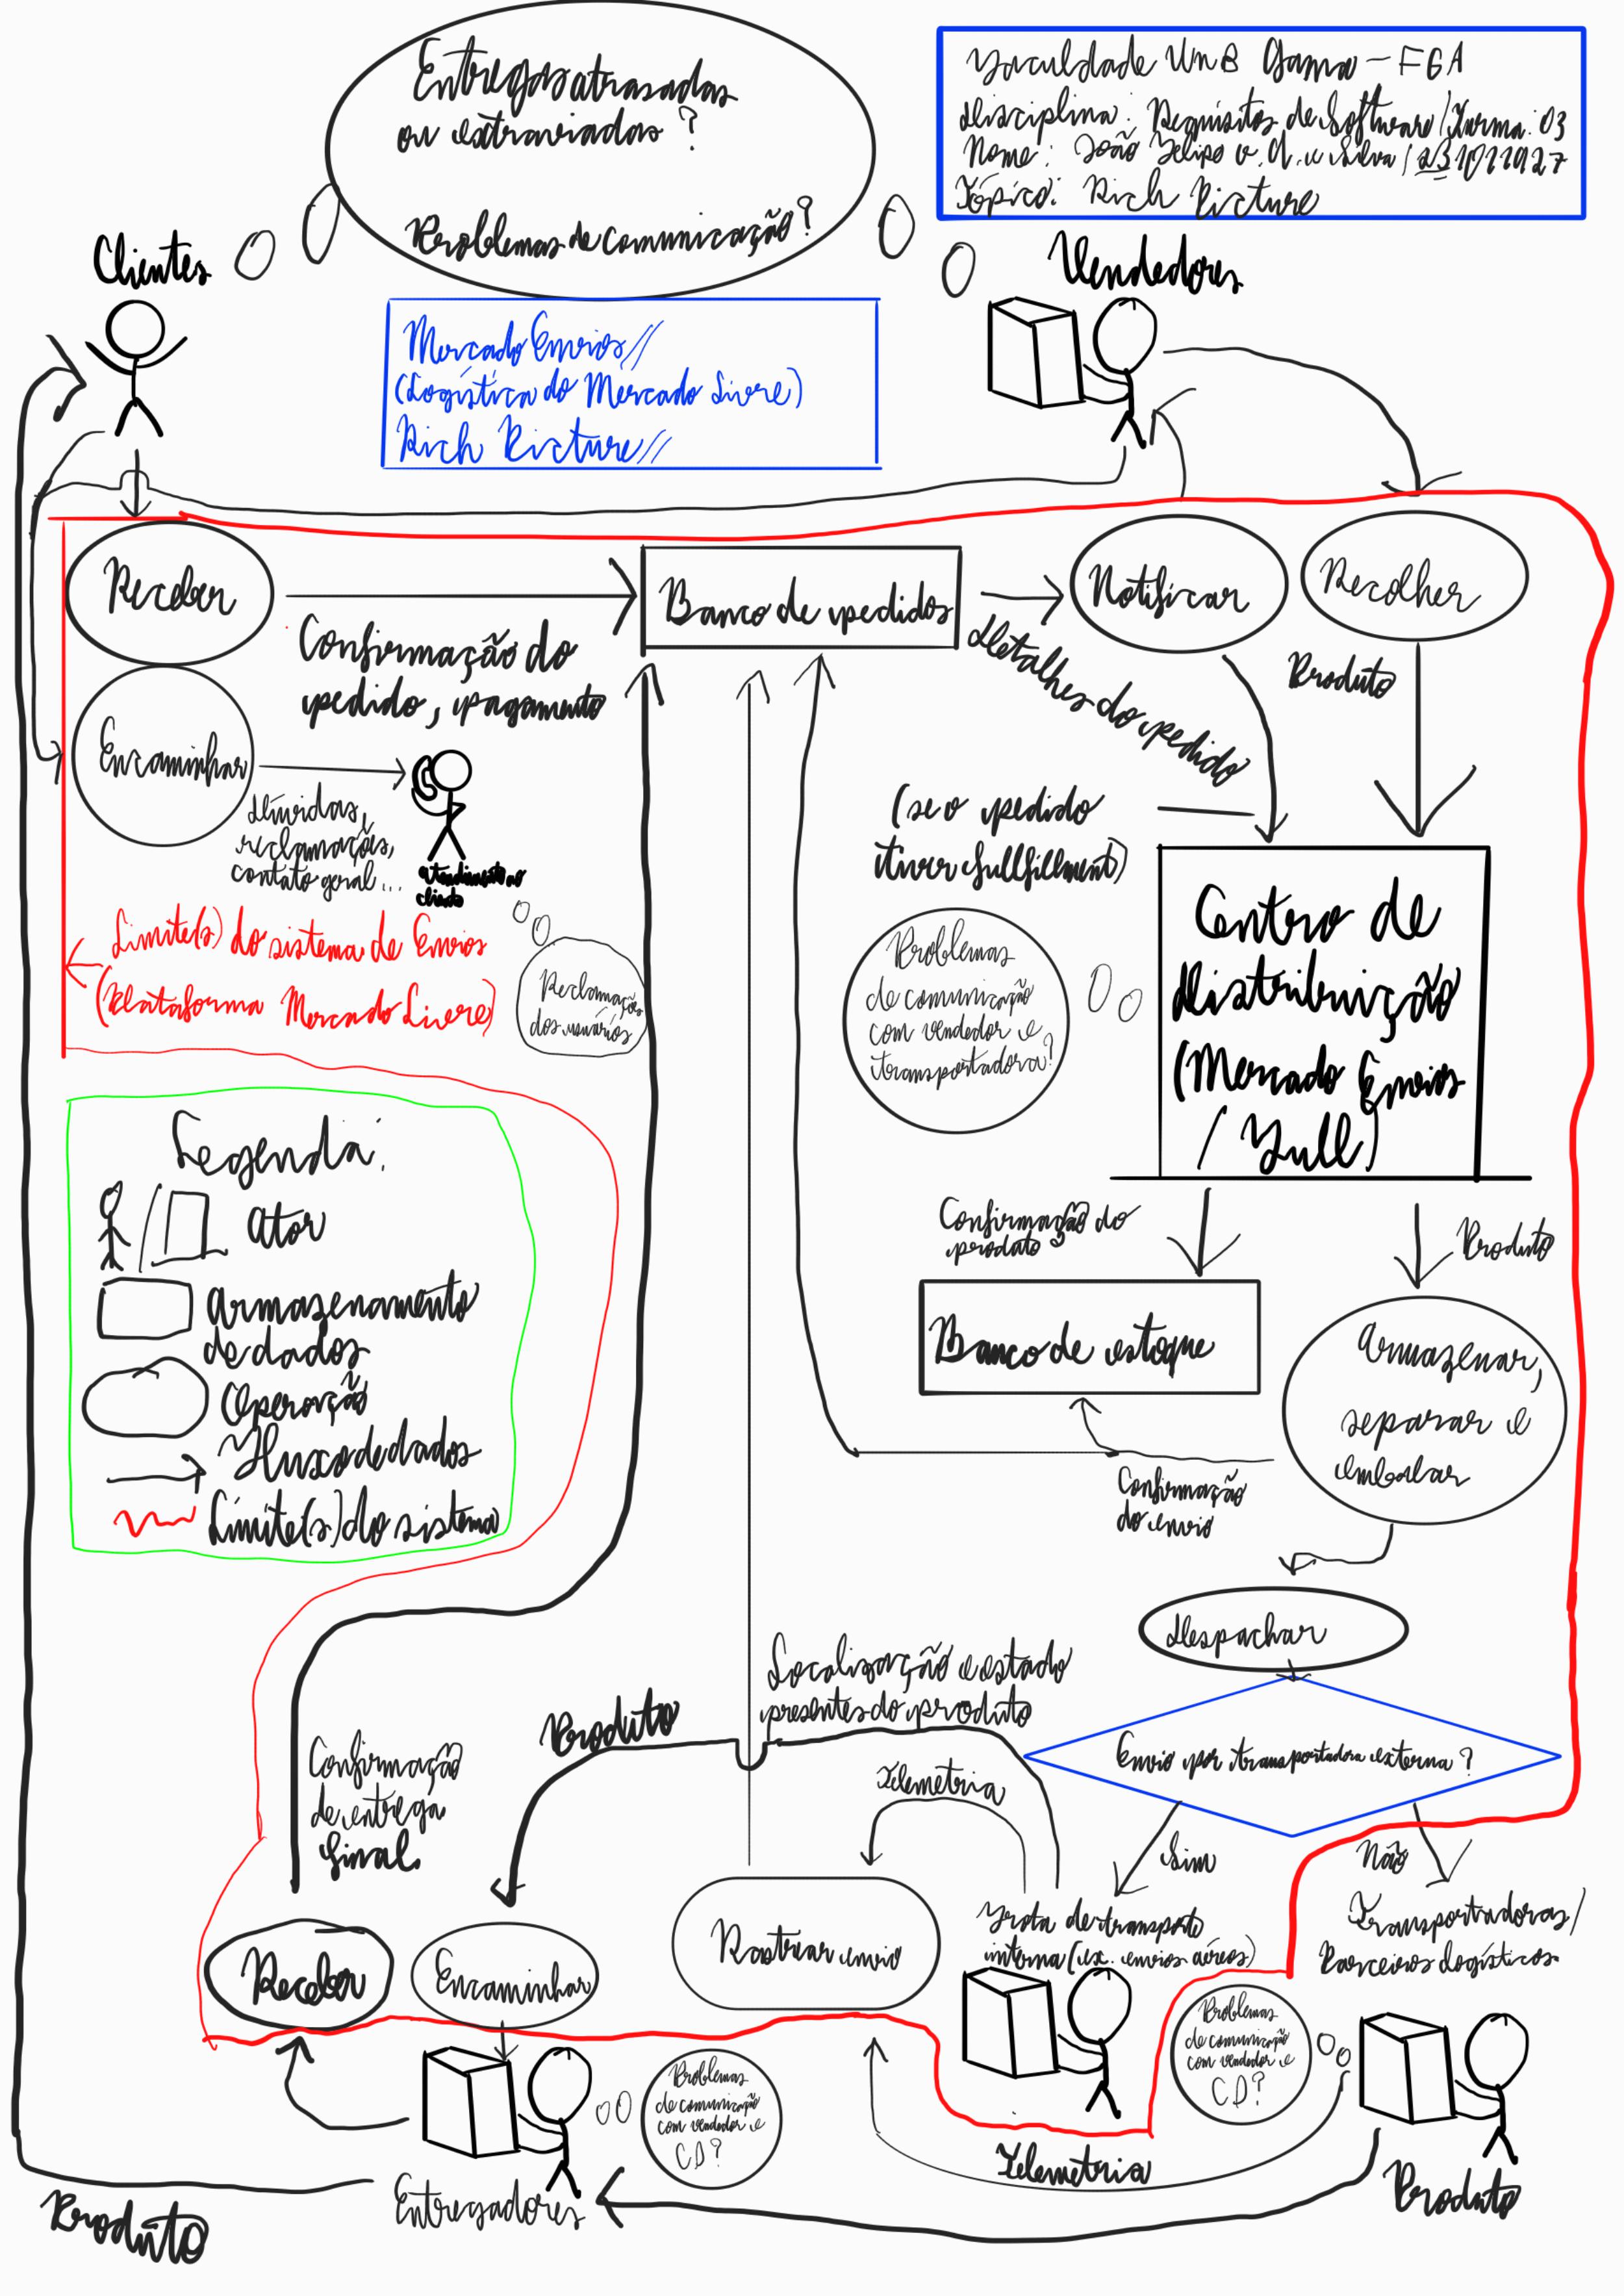 Entregas atrasadas
ou extraviadas?
Problemas de comunicação?
Faculdade UnB Gama - FGA
Disciplina: Requisitos de Software/Turma: 03
Nome: João Felipe
Tópico: Rich Picture
Clientes
Vendedores
Mercado Envios//
(Logística do Mercado Livre)
Rich Picture//
Receber
Confirmação do
pedido, pagamento
Banco de pedidos
Detalhes do pedido
Notificar
Recolher
Produto
Encaminhar
Dúvidas,
reclamações,
contato geral...
atendimento ao
cliente
Reclamações
dos usuários
Limite(s) do sistema de Envios
(Plataforma Mercado Livre)
(se o pedido
tiver fullfillment)
Problemas
de comunicação
com vendedor e
transportadora?
Centro de
Distribuição
(Mercado Envios
/ Full)
Legenda:
Ator
Armazenamento
de dados
Operação
Fluxo de dados
Limite(s) do sistema
Confirmação do
produto
Produto
Banco de estoque
Armazenar,
separar e
embalar
Confirmação
do envio
Despachar
Envio por transportadora externa?
Sim
Não
Localização e estado
presentes do produto
Produto
Telemetria
Confirmação
de entrega
final
Receber
Encaminhar
Rastrear envio
Frota de transporte
interna (ex. envios aéreos)
Transportadoras/
Parceiros logísticos
Problemas
de comunicação
com vendedor e
CD?
Problemas
de comunicação
com vendedor e
CD?
Telemetria
Produto
Entregadores
Produto